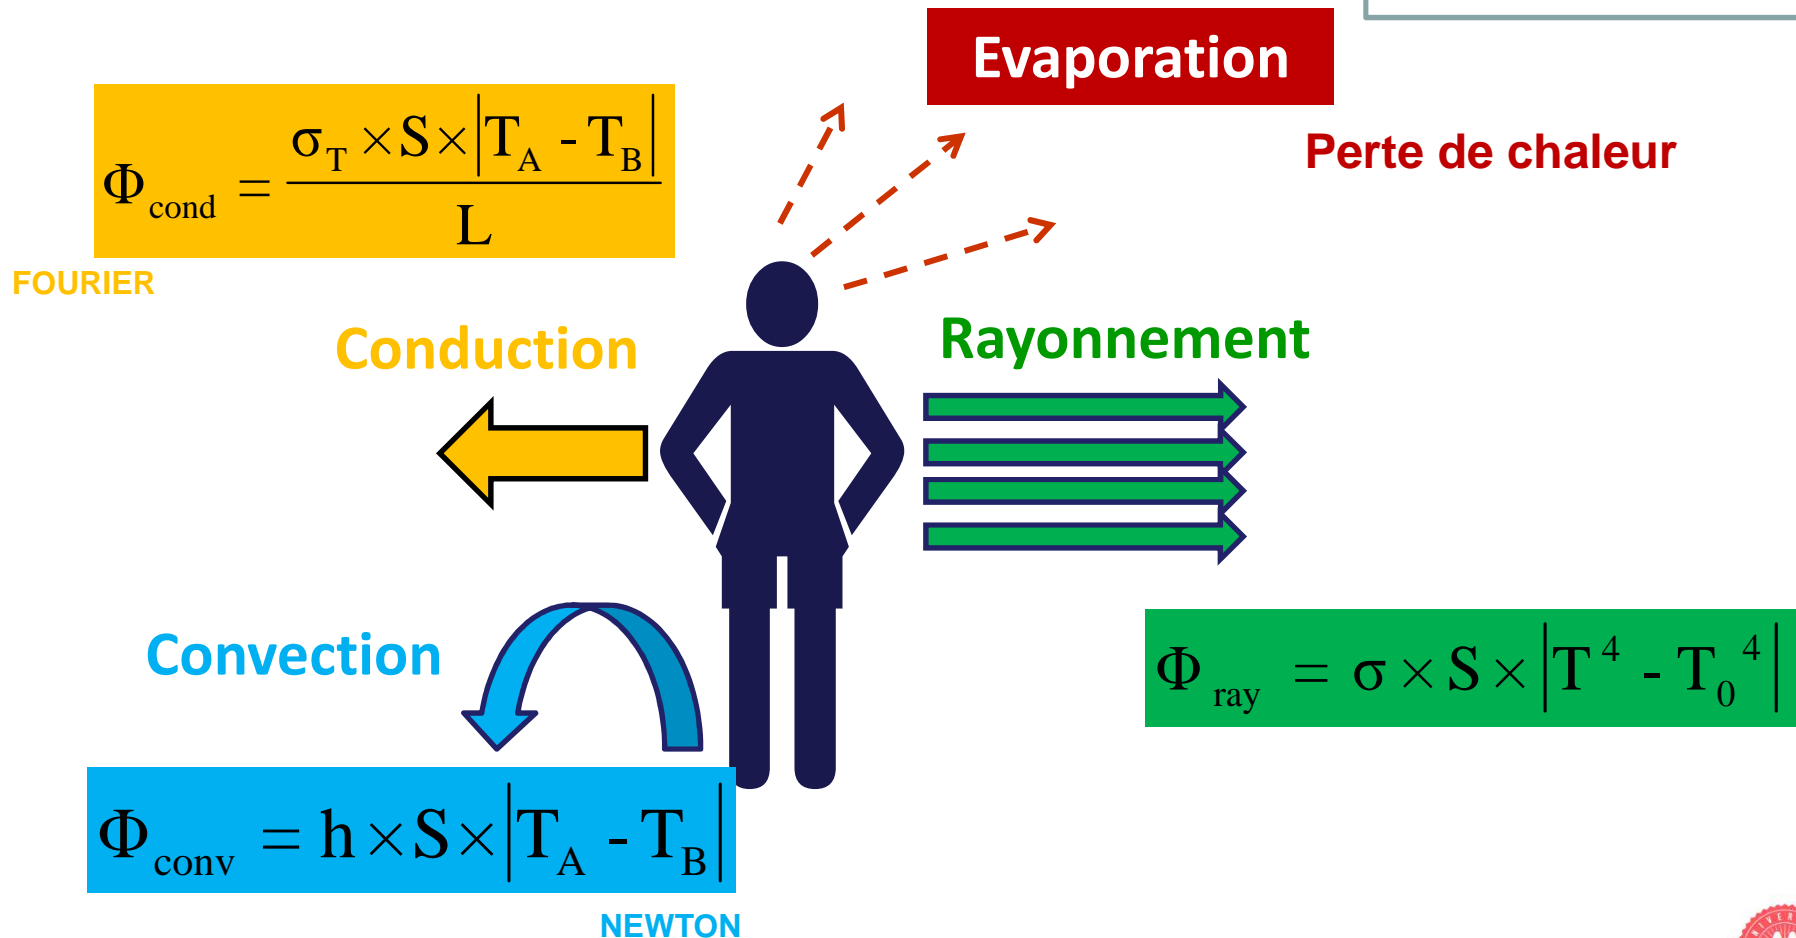 Evaporation
Φcond = σT × S × |TA - TB| / L
Perte de chaleur
FOURIER
Conduction
Rayonnement
Convection
Φray = σ × S × |T⁴ - T₀⁴|
Φconv = h × S × |TA - TB|
NEWTON